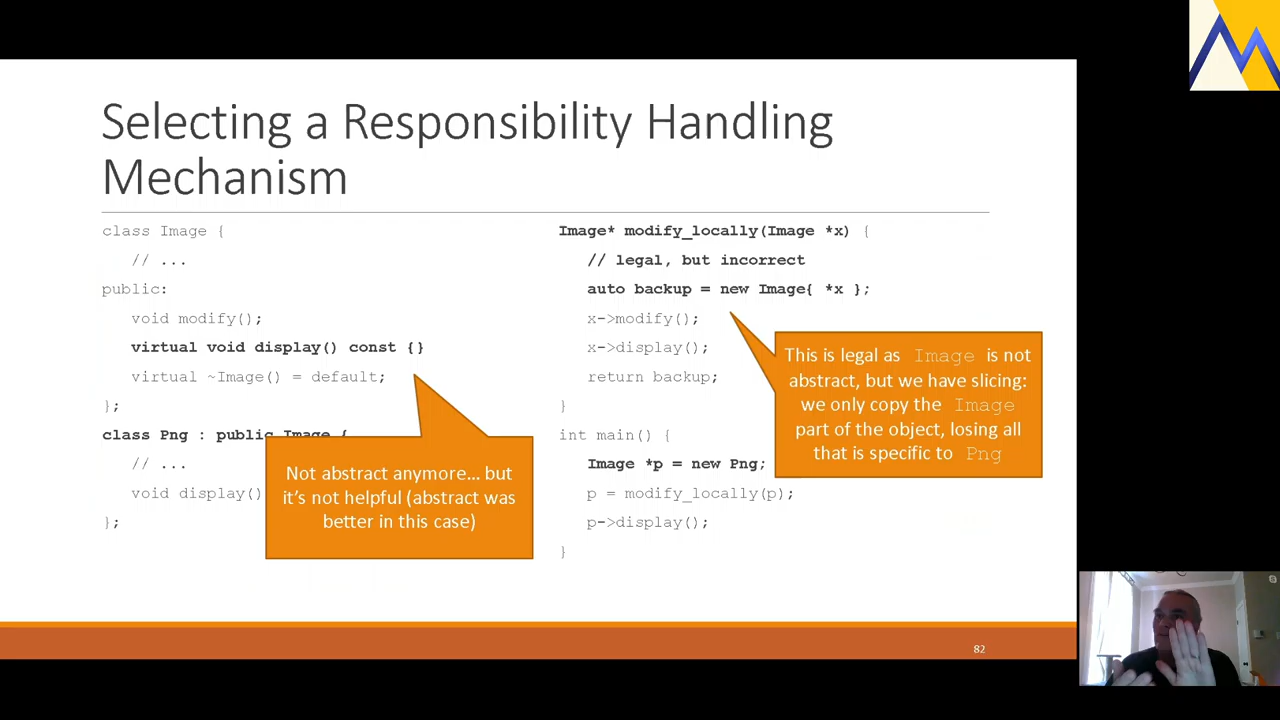 Selecting a Responsibility Handling
Mechanism
class Image {
// ...
public:
void modify();
virtual void display() const {}
virtual ~Image() = default;
};
class Png : public Image {
// ...
void display()
};
Not abstract anymore… but
it’s not helpful (abstract was
better in this case)
Image* modify_locally(Image *x) {
// legal, but incorrect
auto backup = new Image{ *x };
x->modify();
x->display();
return backup;
}
int main() {
Image *p = new Png;
p = modify_locally(p);
p->display();
}
This is legal as Image is not
abstract, but we have slicing:
we only copy the Image
part of the object, losing all
that is specific to Png
82